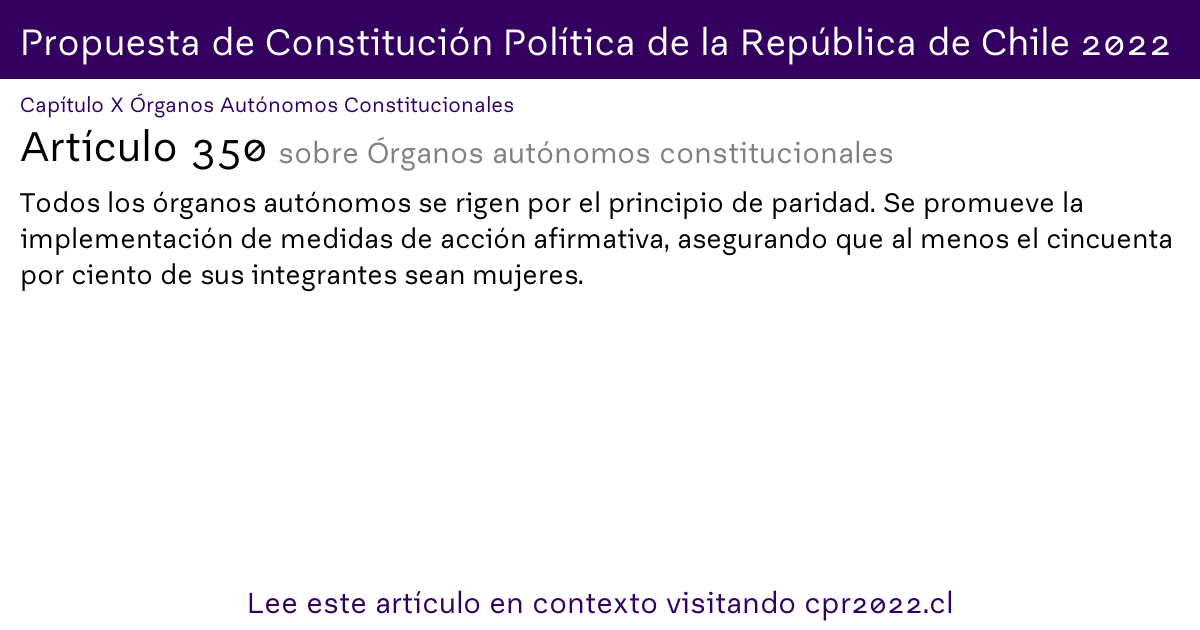 Propuesta de Constitución Política de la República de Chile 2022
Capítulo X Órganos Autónomos Constitucionales
Artículo 350 sobre Órganos autónomos constitucionales
Todos los órganos autónomos se rigen por el principio de paridad. Se promueve la
implementación de medidas de acción afirmativa, asegurando que al menos el cincuenta
por ciento de sus integrantes sean mujeres.
Lee este artículo en contexto visitando cpr2022.cl